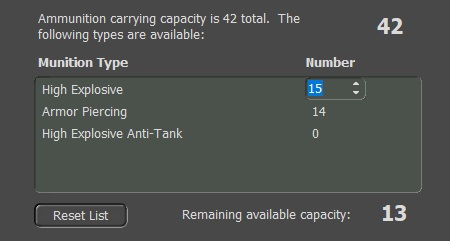 Ammunition carrying capacity is 42 total. The
following types are available:
42
Munition Type Number
High Explosive 15
Armor Piercing 14
High Explosive Anti-Tank 0
Reset List Remaining available capacity: 13